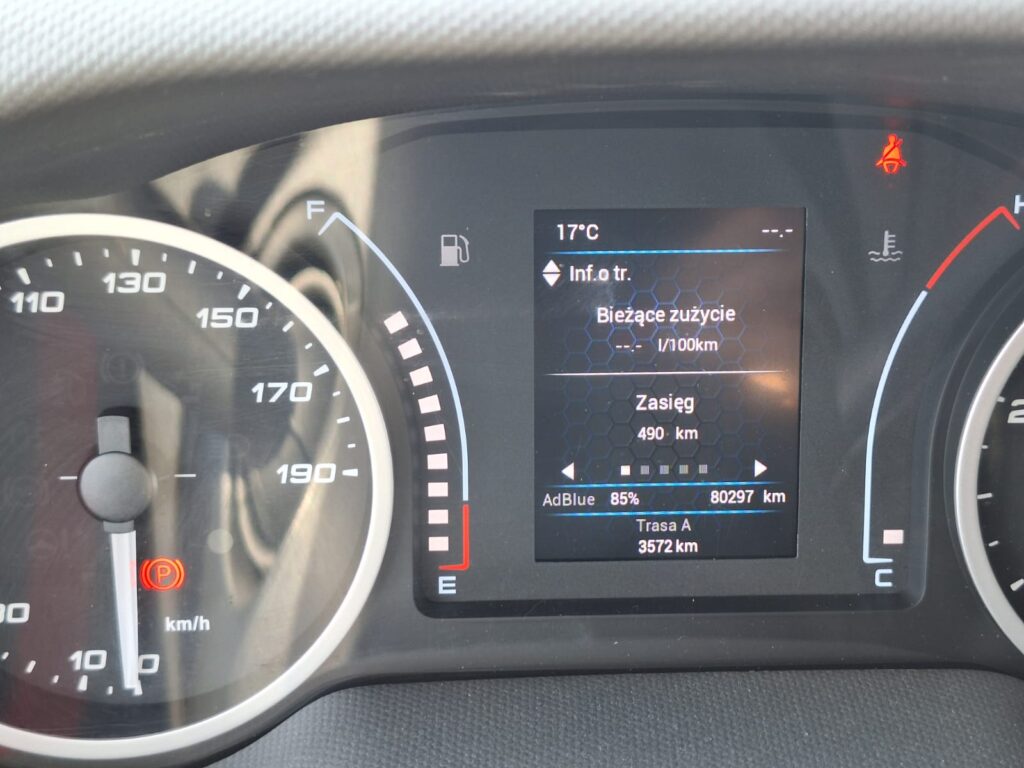 17°C --.-
Inf.o tr.
Bieżące zużycie
--.- l/100km
Zasięg
490 km
AdBlue 85% 80297 km
Trasa A
3572 km
F
E
H
C
110
130
150
170
190
P
km/h
10